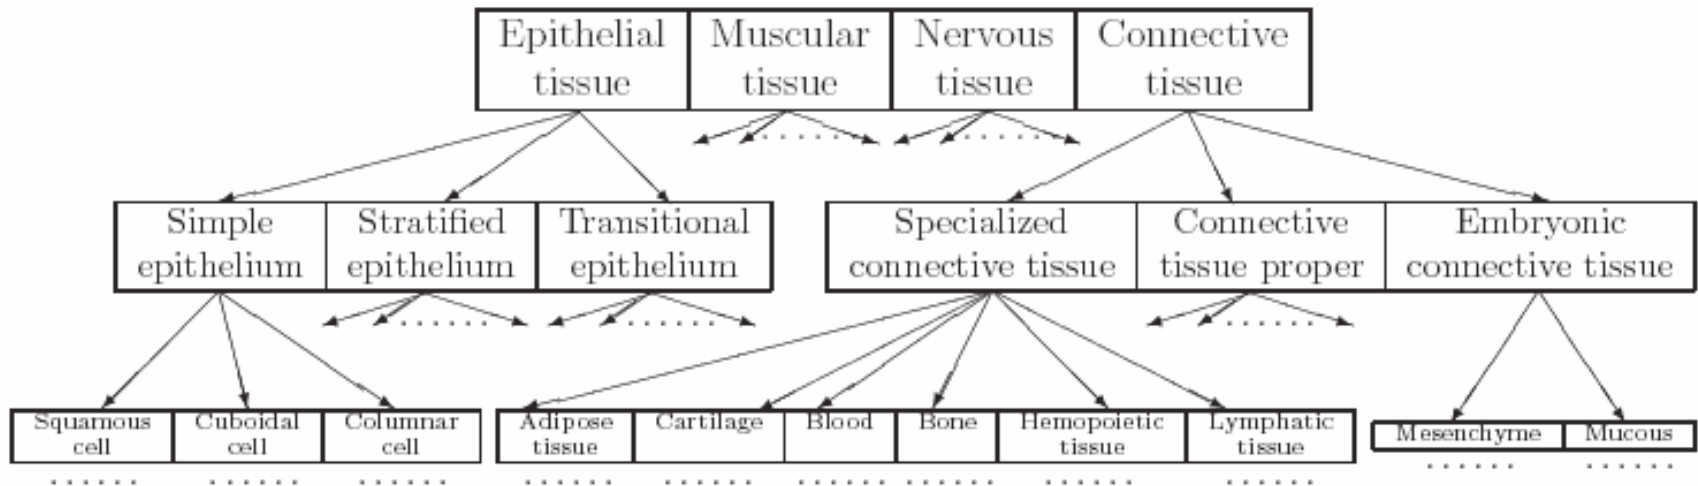 Epithelial Muscular Nervous Connective
tissue tissue tissue tissue
Simple Stratified Transitional Specialized Connective Embryonic
epithelium epithelium epithelium connective tissue tissue proper connective tissue
Squamous Cuboidal Columnar Adipose Cartilage Blood Bone Hemopoietic Lymphatic Mesenchyme Mucous
cell cell cell tissue tissue tissue